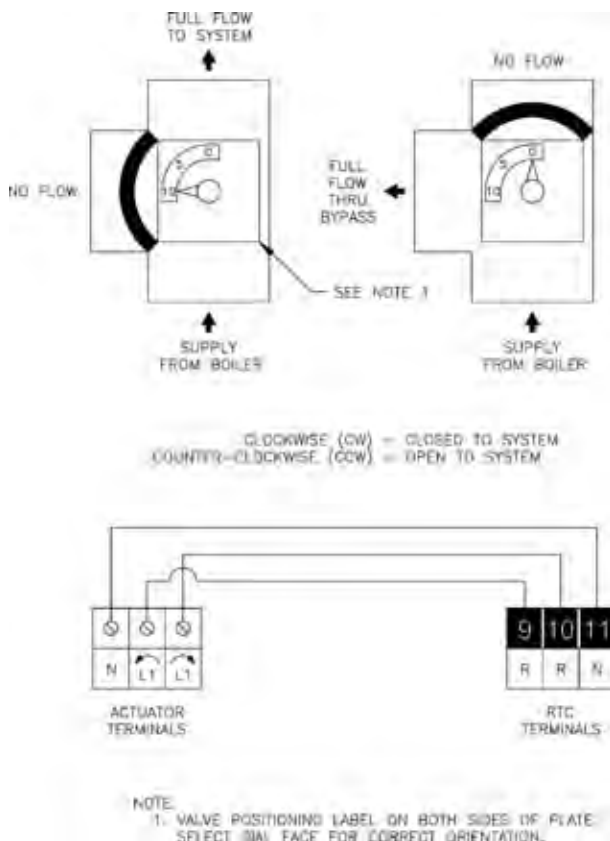 FULL FLOW
TO SYSTEM
NO FLOW
5
0
10
NO FLOW
SEE NOTE 1
SUPPLY
FROM BOILER
FULL
FLOW
THRU
BYPASS
5
0
10
SUPPLY
FROM BOILER
CLOCKWISE (CW) – CLOSED TO SYSTEM
COUNTER-CLOCKWISE (CCW) – OPEN TO SYSTEM
N L1 L1
ACTUATOR
TERMINALS
9 10 11
R R N
RTC
TERMINALS
NOTE:
1. VALVE POSITIONING LABEL ON BOTH SIDES OF PLATE.
SELECT DIAL FACE FOR CORRECT ORIENTATION.